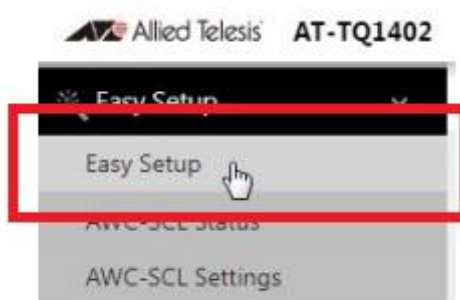 Allied Telesis AT-TQ1402
Easy Setup
Easy Setup
AWC-SCL Status
AWC-SCL Settings